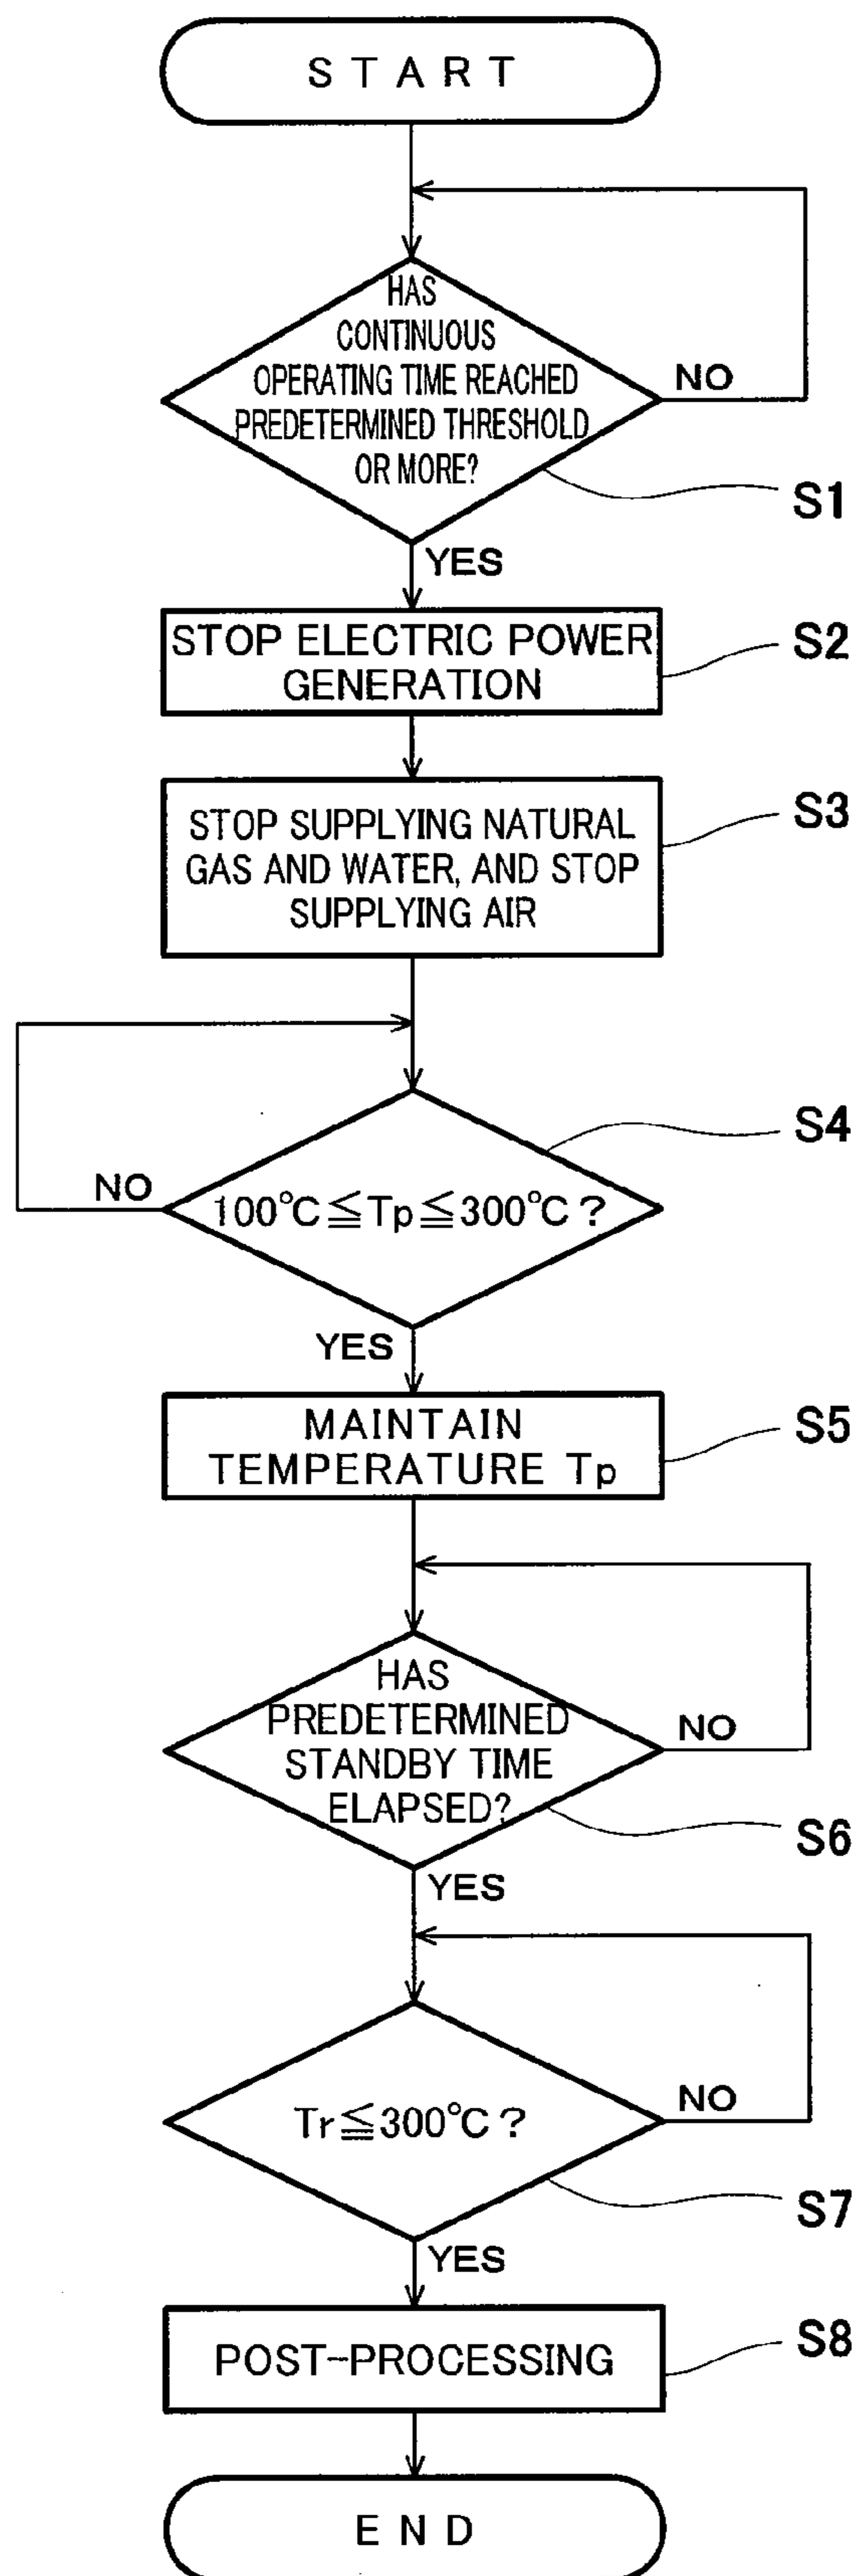 START
HAS
CONTINUOUS
OPERATING TIME REACHED
PREDETERMINED THRESHOLD
OR MORE?
NO
S1
YES
STOP ELECTRIC POWER
GENERATION
S2
STOP SUPPLYING NATURAL
GAS AND WATER, AND STOP
SUPPLYING AIR
S3
100℃≦Tp≦300℃?
NO
S4
YES
MAINTAIN
TEMPERATURE Tp
S5
HAS
PREDETERMINED
STANDBY TIME
ELAPSED?
NO
S6
YES
Tr≦300℃?
NO
S7
YES
POST-PROCESSING
S8
END